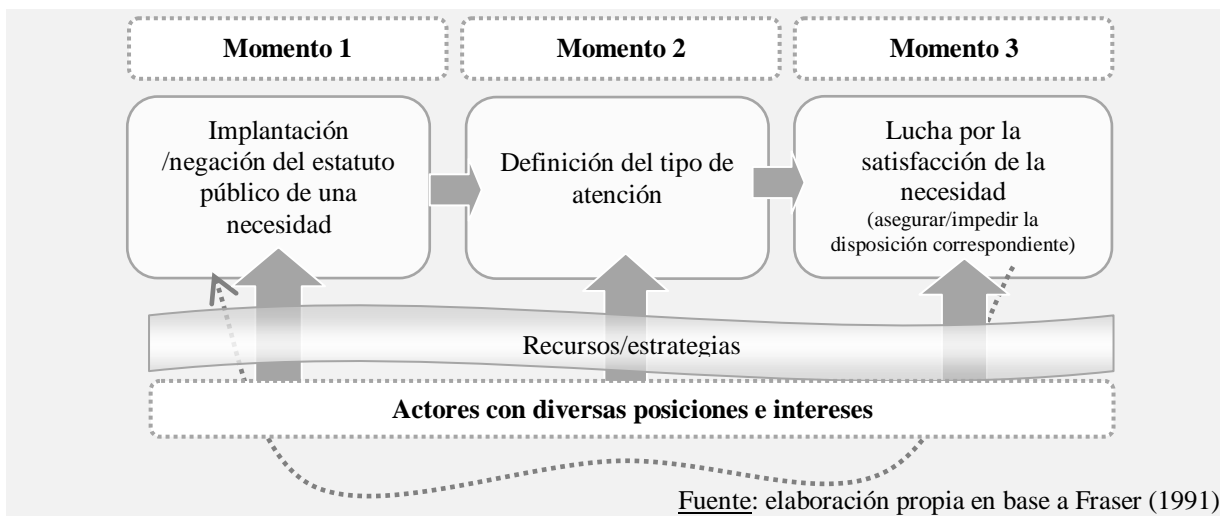 Momento 1
Momento 2
Momento 3
Implantación
/negación del estatuto
público de una
necesidad
Definición del tipo de
atención
Lucha por la
satisfacción de la
necesidad
(asegurar/impedir la
disposición correspondiente)
Recursos/estrategias
Actores con diversas posiciones e intereses
Fuente: elaboración propia en base a Fraser (1991)